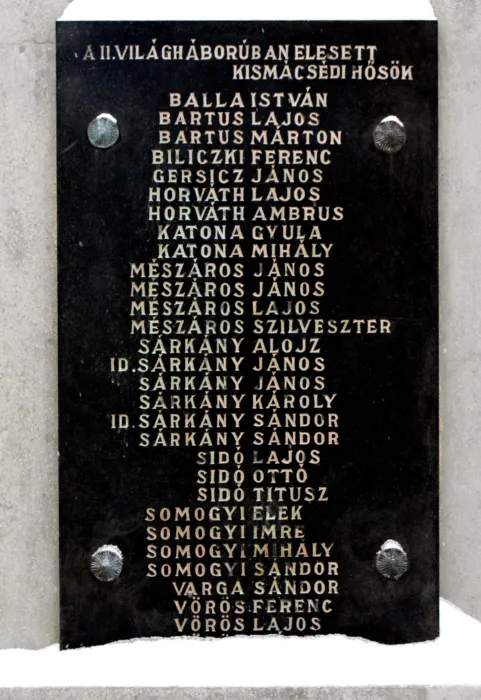 A II. VILÁGHÁBORÚBAN ELESETT
KISMÁCSÉDI HŐSÖK
BALLA ISTVÁN
BARTUS LAJOS
BARTUS MÁRTON
BILICZKI FERENC
GERSICZ JÁNOS
HORVÁTH LAJOS
HORVÁTH AMBRUS
KATONA GYULA
KATONA MIHÁLY
MÉSZÁROS JÁNOS
MÉSZÁROS JÁNOS
MÉSZÁROS LAJOS
MÉSZÁROS SZILVESZTER
SÁRKÁNY ALOJZ
ID. SÁRKÁNY JÁNOS
SÁRKÁNY JÁNOS
SÁRKÁNY KÁROLY
ID. SÁRKÁNY SÁNDOR
SÁRKÁNY SÁNDOR
SIDÓ LAJOS
SIDÓ OTTÓ
SIDÓ TITUSZ
SOMOGYI ELEK
SOMOGYI IMRE
SOMOGYI MIHÁLY
SOMOGYI SÁNDOR
VARGA SÁNDOR
VÖRÖS FERENC
VÖRÖS LAJOS